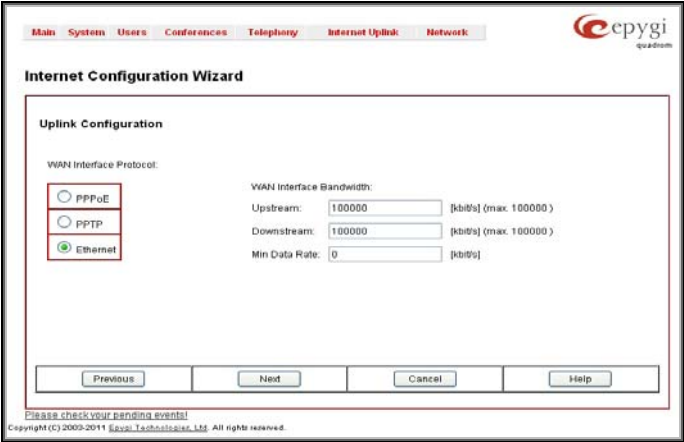 Main System Users Conferences Telephony Internet Uplink Network
epygi
quadrom
Internet Configuration Wizard
Uplink Configuration
WAN Interface Protocol:
PPPoE
PPTP
Ethernet
WAN Interface Bandwidth:
Upstream: 100000 [kbit/s] (max. 100000 )
Downstream: 100000 [kbit/s] (max. 100000 )
Min Data Rate: 0 [kbit/s]
Previous Next Cancel Help
Please check your pending events!
Copyright (C) 2003-2011 Epygi Technologies, Ltd. All rights reserved.